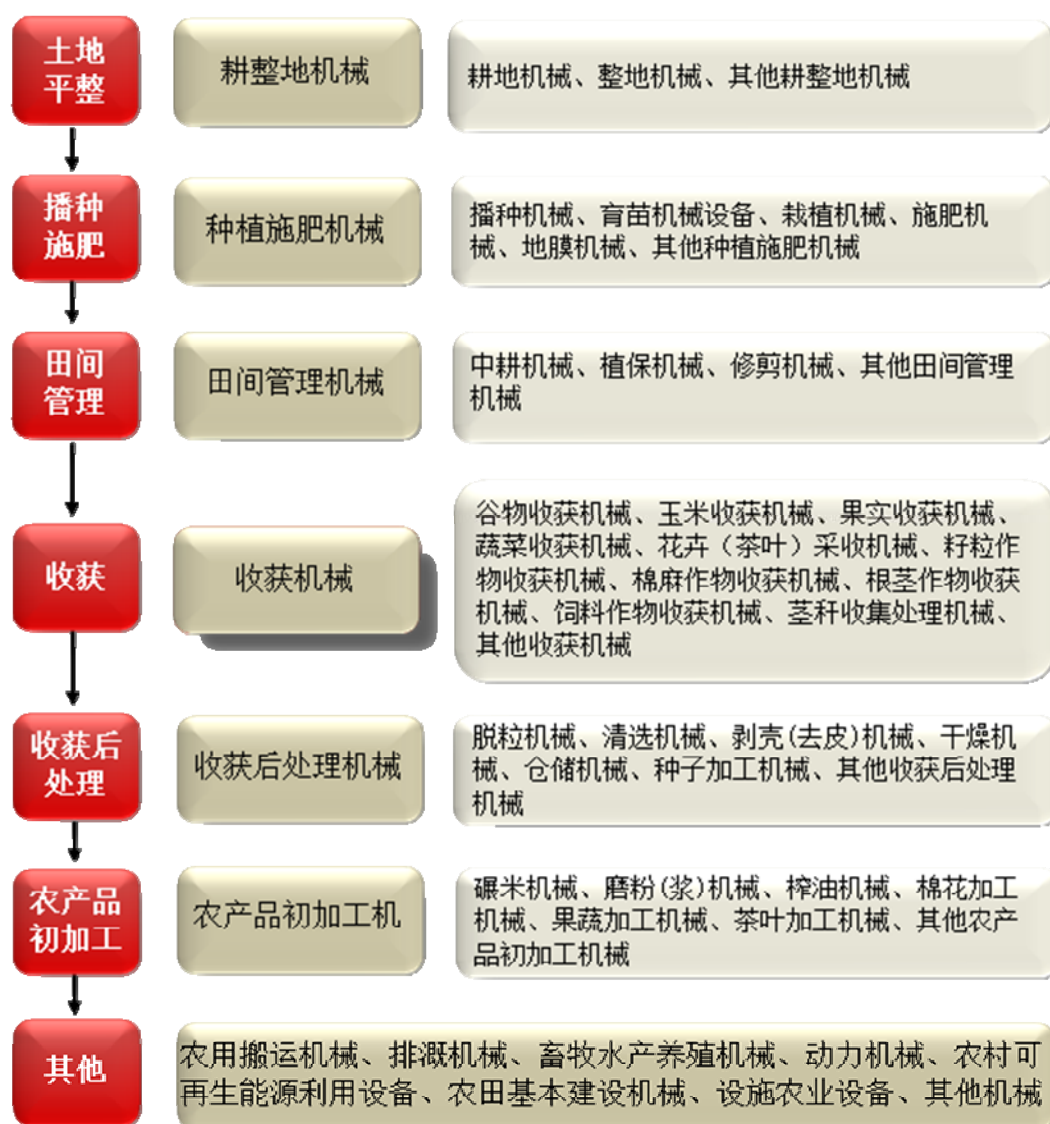 土地
平整
耕整地机械
耕地机械、整地机械、其他耕整地机械
播种
施肥
种植施肥机械
播种机械、育苗机械设备、栽植机械、施肥机
械、地膜机械、其他种植施肥机械
田间
管理
田间管理机械
中耕机械、植保机械、修剪机械、其他田间管理
机械
收获
收获机械
谷物收获机械、玉米收获机械、果实收获机械、
蔬菜收获机械、花卉（茶叶）采收机械、籽粒作
物收获机械、棉麻作物收获机械、根茎作物收获
机械、饲料作物收获机械、茎秆收集处理机械、
其他收获机械
收获后
处理
收获后处理机械
脱粒机械、清选机械、剥壳(去皮)机械、干燥机
械、仓储机械、种子加工机械、其他收获后处理
机械
农产品
初加工
农产品初加工机
碾米机械、磨粉(浆)机械、榨油机械、棉花加工
机械、果蔬加工机械、茶叶加工机械、其他农产
品初加工机械
其他
农用搬运机械、排溉机械、畜牧水产养殖机械、动力机械、农村可
再生能源利用设备、农田基本建设机械、设施农业设备、其他机械